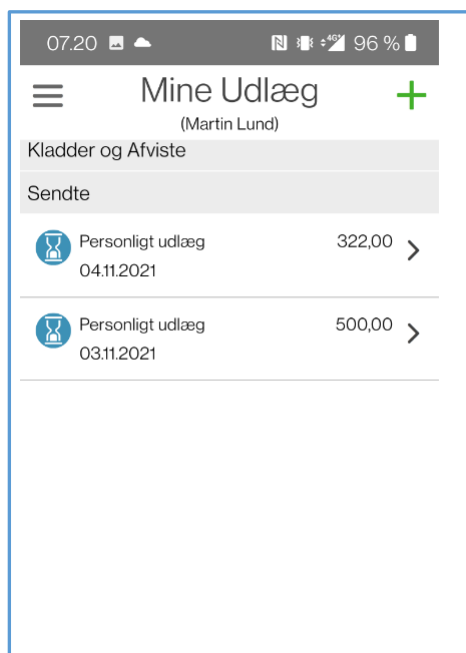 07.20 4G 96 %
Mine Udlæg
(Martin Lund)
Kladder og Afviste
Sendte
Personligt udlæg 322,00
04.11.2021
Personligt udlæg 500,00
03.11.2021